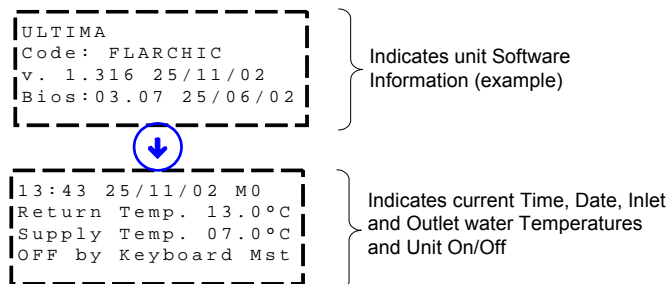 ULTIMA
Code: FLARCHIC
v. 1.316 25/11/02
Bios:03.07 25/06/02
Indicates unit Software
Information (example)
13:43 25/11/02 M0
Return Temp. 13.0°C
Supply Temp. 07.0°C
OFF by Keyboard Mst
Indicates current Time, Date, Inlet
and Outlet water Temperatures
and Unit On/Off